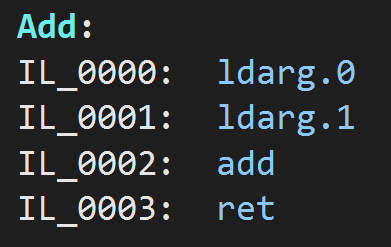 Add:
IL_0000:  ldarg.0
IL_0001:  ldarg.1
IL_0002:  add
IL_0003:  ret